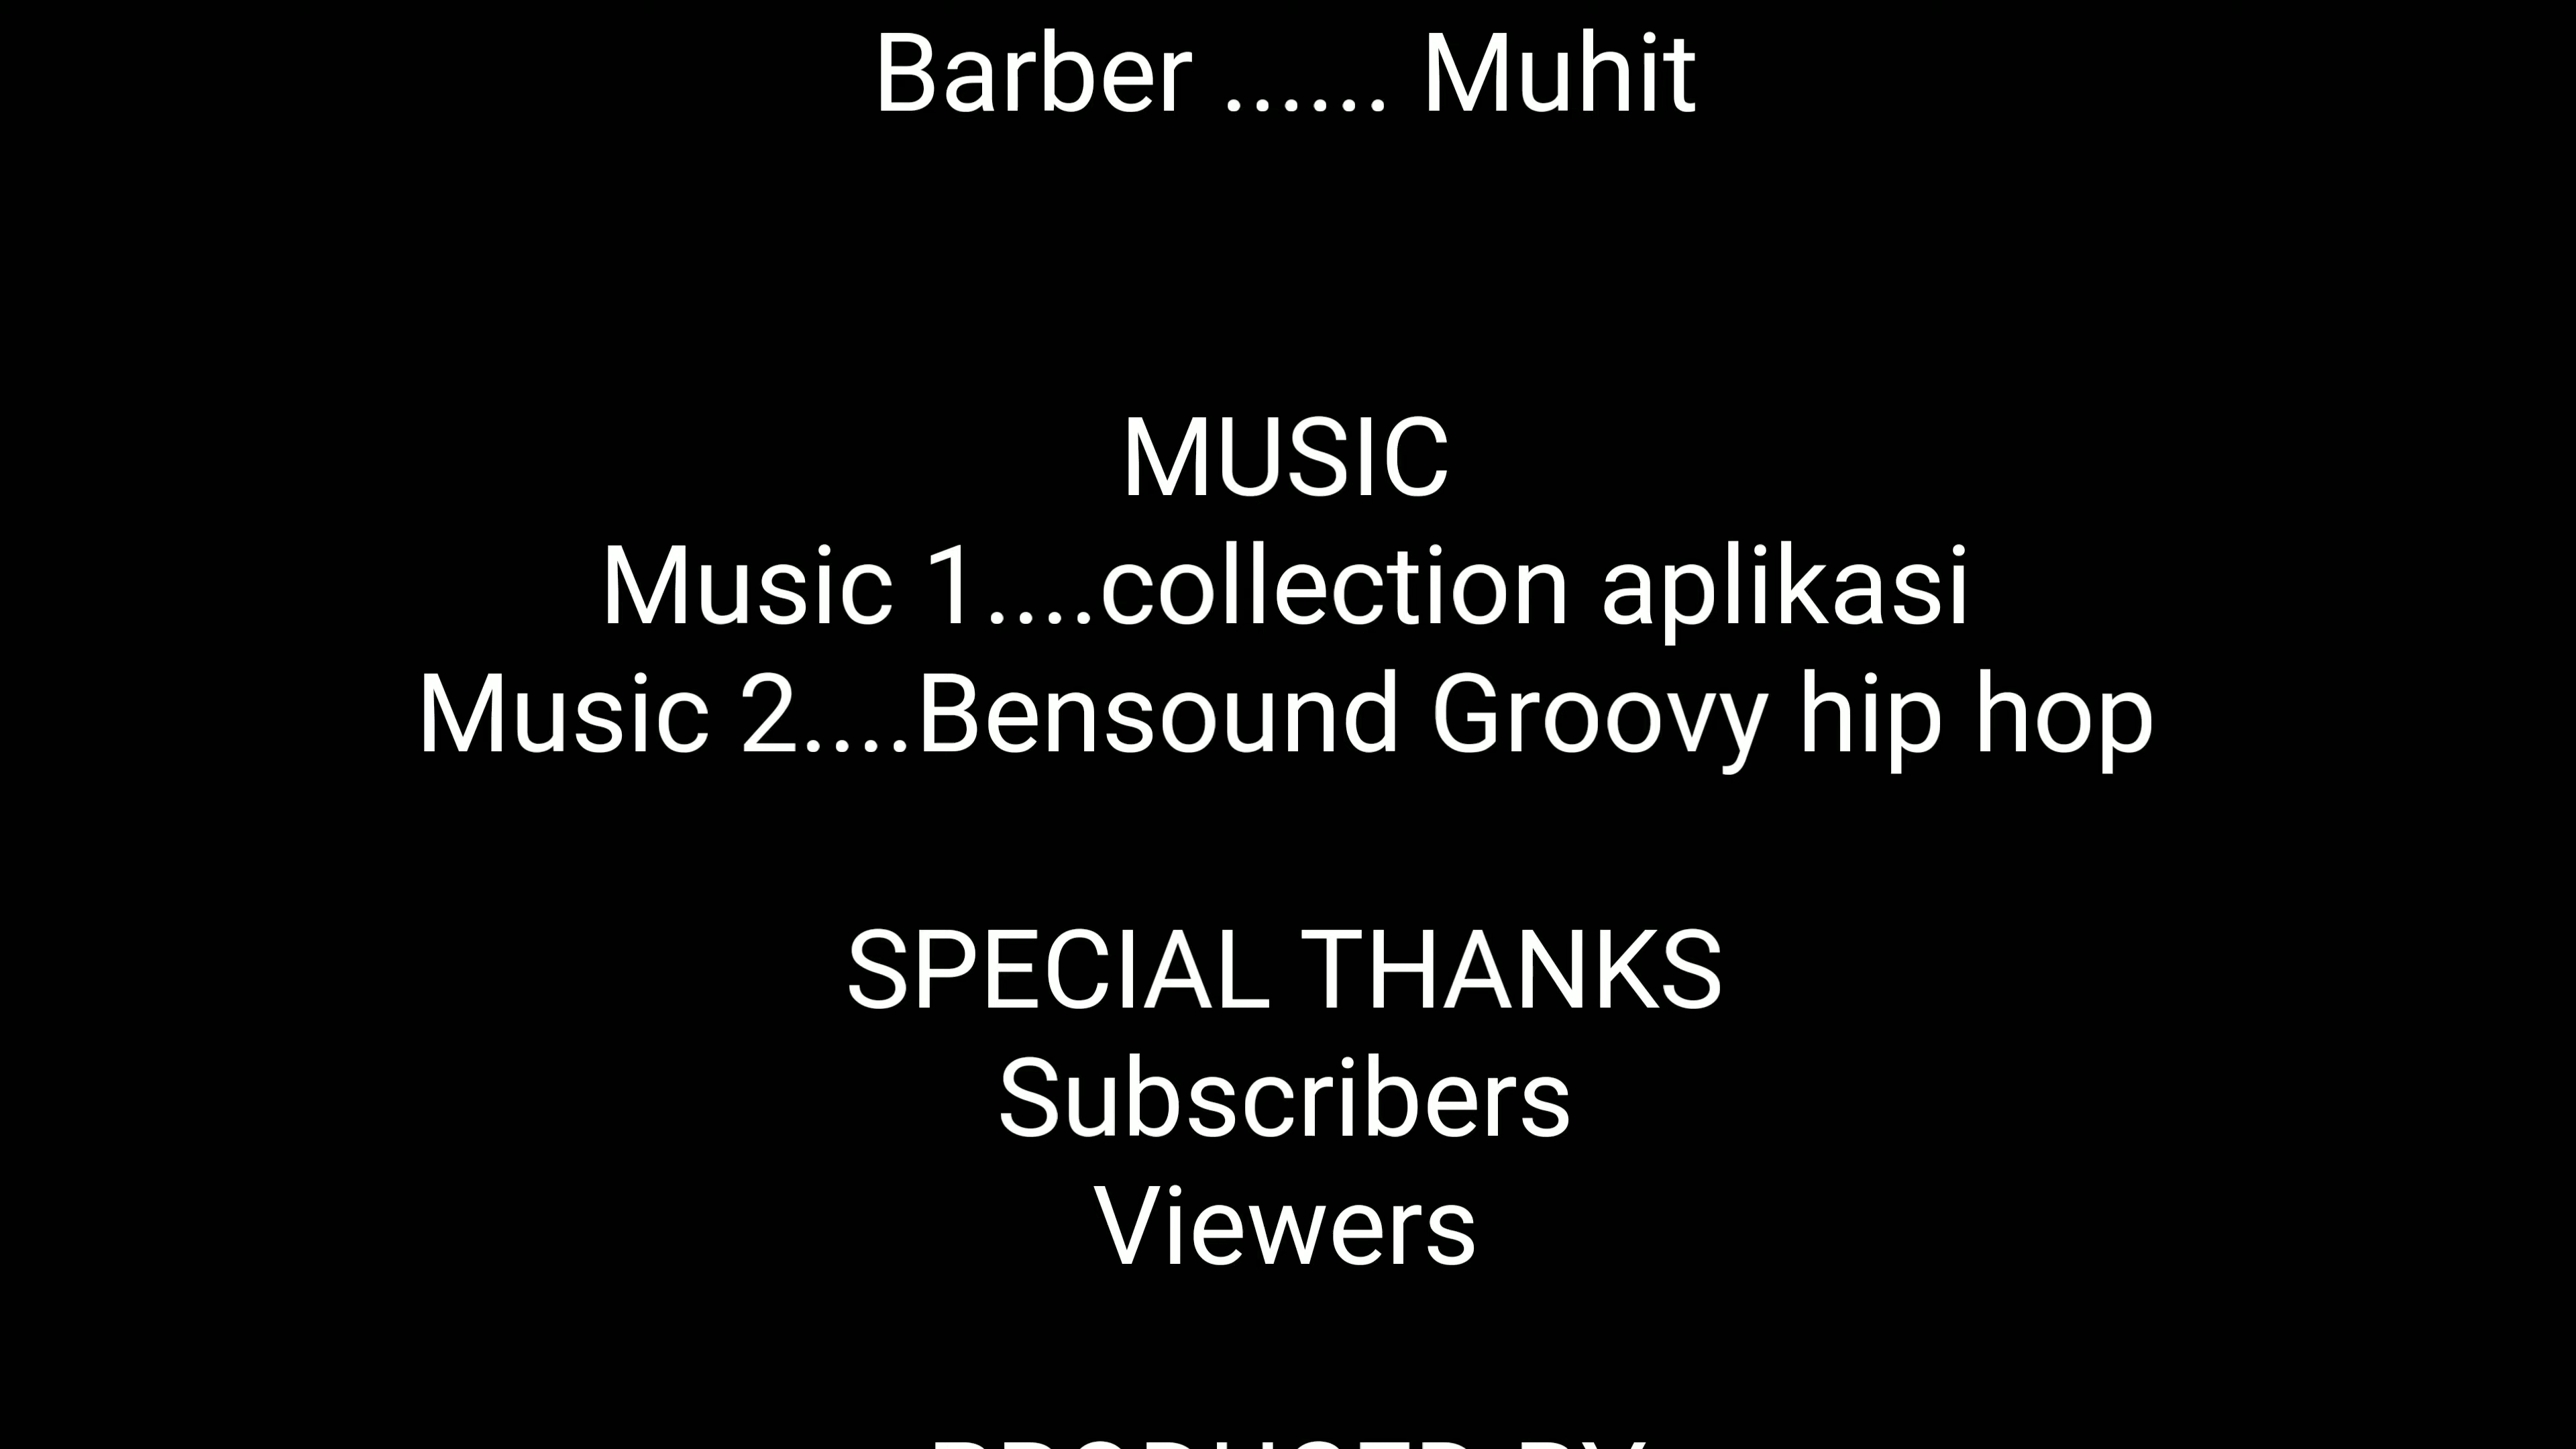 Barber ...... Muhit
MUSIC
Music 1....collection aplikasi
Music 2....Bensound Groovy hip hop
SPECIAL THANKS
Subscribers
Viewers